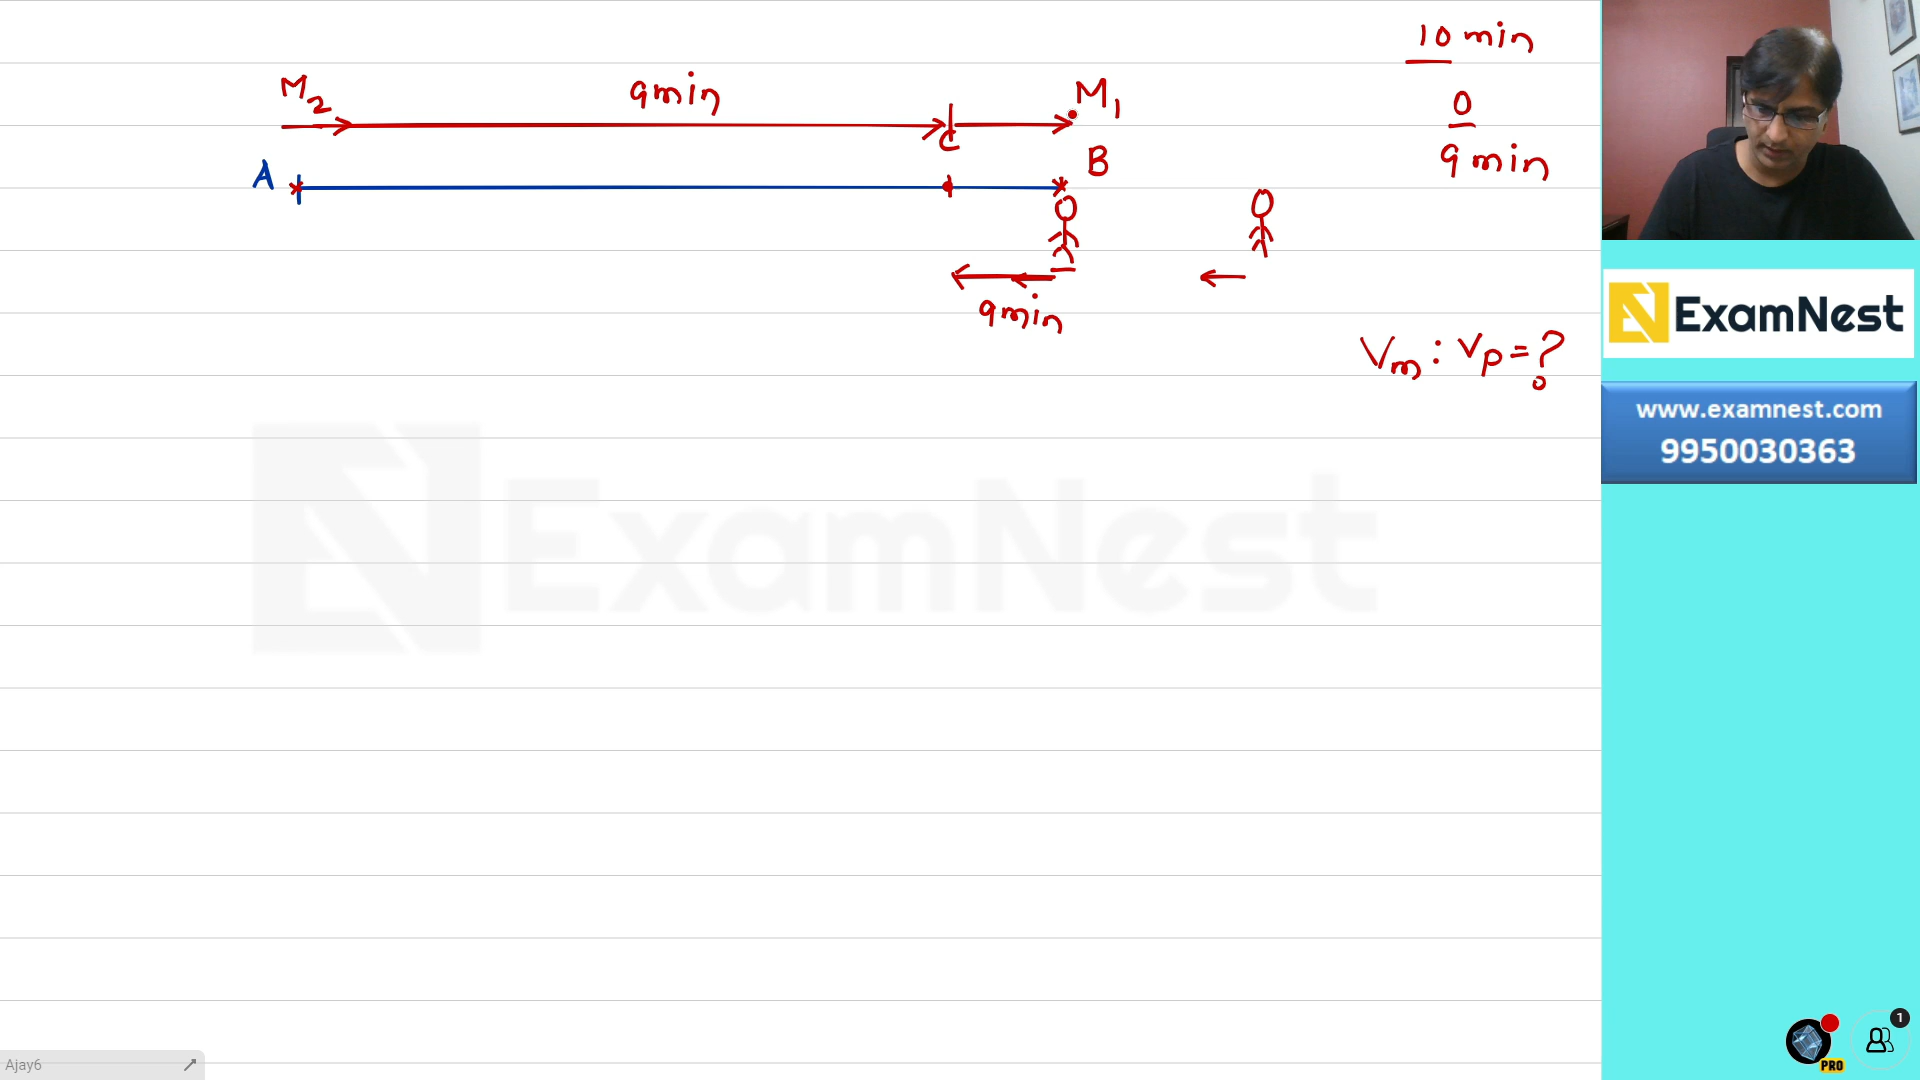 10 min
M2 9min M1
0
C
9 min
A B
9min
Vm : Vp = ?
ExamNest
www.examnest.com
9950030363
ExamNest
1
PRO
Ajay6